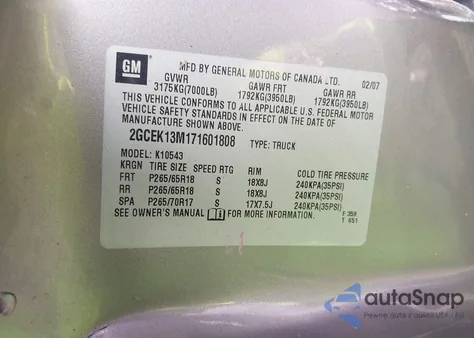 GM
MFD BY GENERAL MOTORS OF CANADA LTD. 02/07
GVWR GAWR FRT GAWR RR
3175KG(7000LB) 1792KG(3950LB) 1792KG(3950LB)
THIS VEHICLE CONFORMS TO ALL APPLICABLE U.S. FEDERAL MOTOR
VEHICLE SAFETY STANDARDS IN EFFECT ON THE DATE OF
MANUFACTURE SHOWN ABOVE.
2GCEK13M171601808 TYPE: TRUCK
MODEL: K10543
KRGN TIRE SIZE SPEED RTG RIM COLD TIRE PRESSURE
FRT P265/65R18 S 18X8J 240KPA(35PSI)
RR P265/65R18 S 18X8J 240KPA(35PSI)
SPA P265/70R17 S 17X7.5J 240KPA(35PSI)
SEE OWNER'S MANUAL FOR MORE INFORMATION. F 358
T 651
autoSnap
Pewne auta z